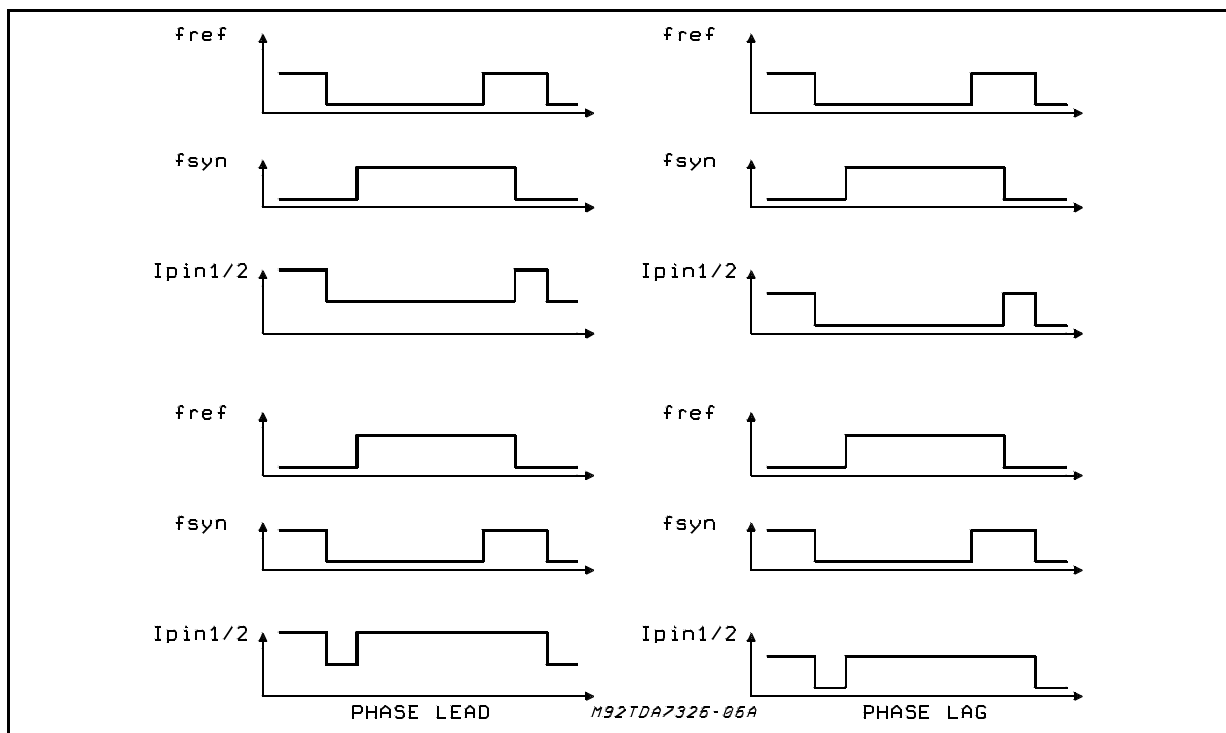 fref fref
fsyn fsyn
Ipin1/2 Ipin1/2
fref fref
fsyn fsyn
Ipin1/2 Ipin1/2
PHASE LEAD M92TDA7326-06A PHASE LAG